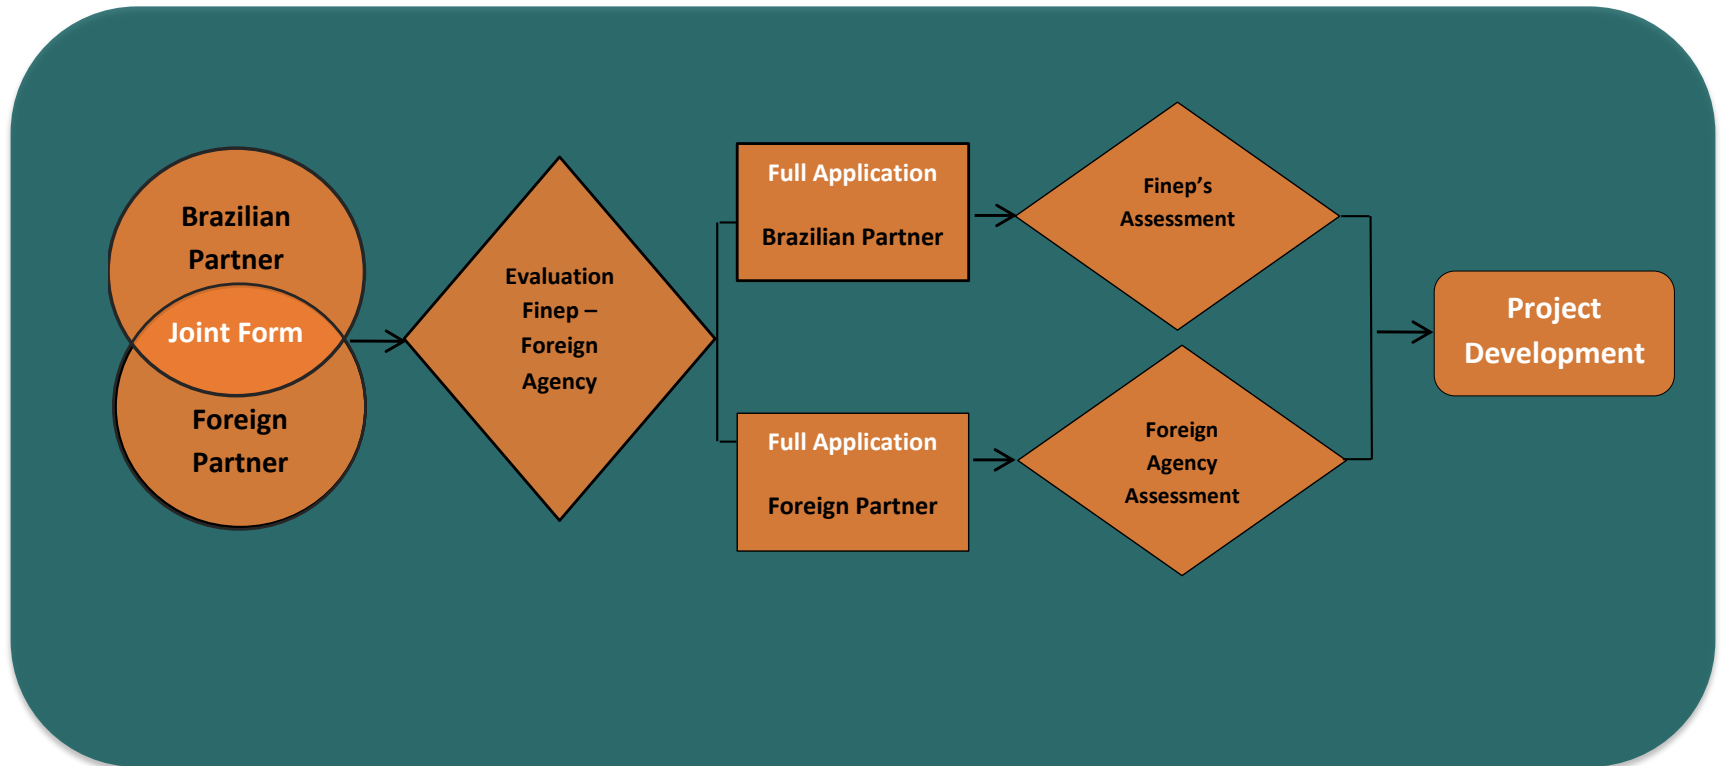 Brazilian
Partner
Joint Form
Foreign
Partner
Evaluation
Finep –
Foreign
Agency
Full Application
Brazilian Partner
Full Application
Foreign Partner
Finep’s
Assessment
Foreign
Agency
Assessment
Project
Development